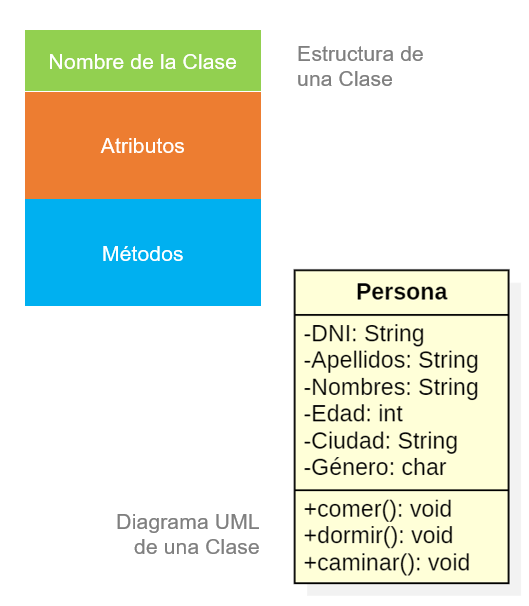 Nombre de la Clase
Estructura de
una Clase
Atributos
Métodos
Persona
-DNI: String
-Apellidos: String
-Nombres: String
-Edad: int
-Ciudad: String
-Género: char
+comer(): void
+dormir(): void
+caminar(): void
Diagrama UML
de una Clase